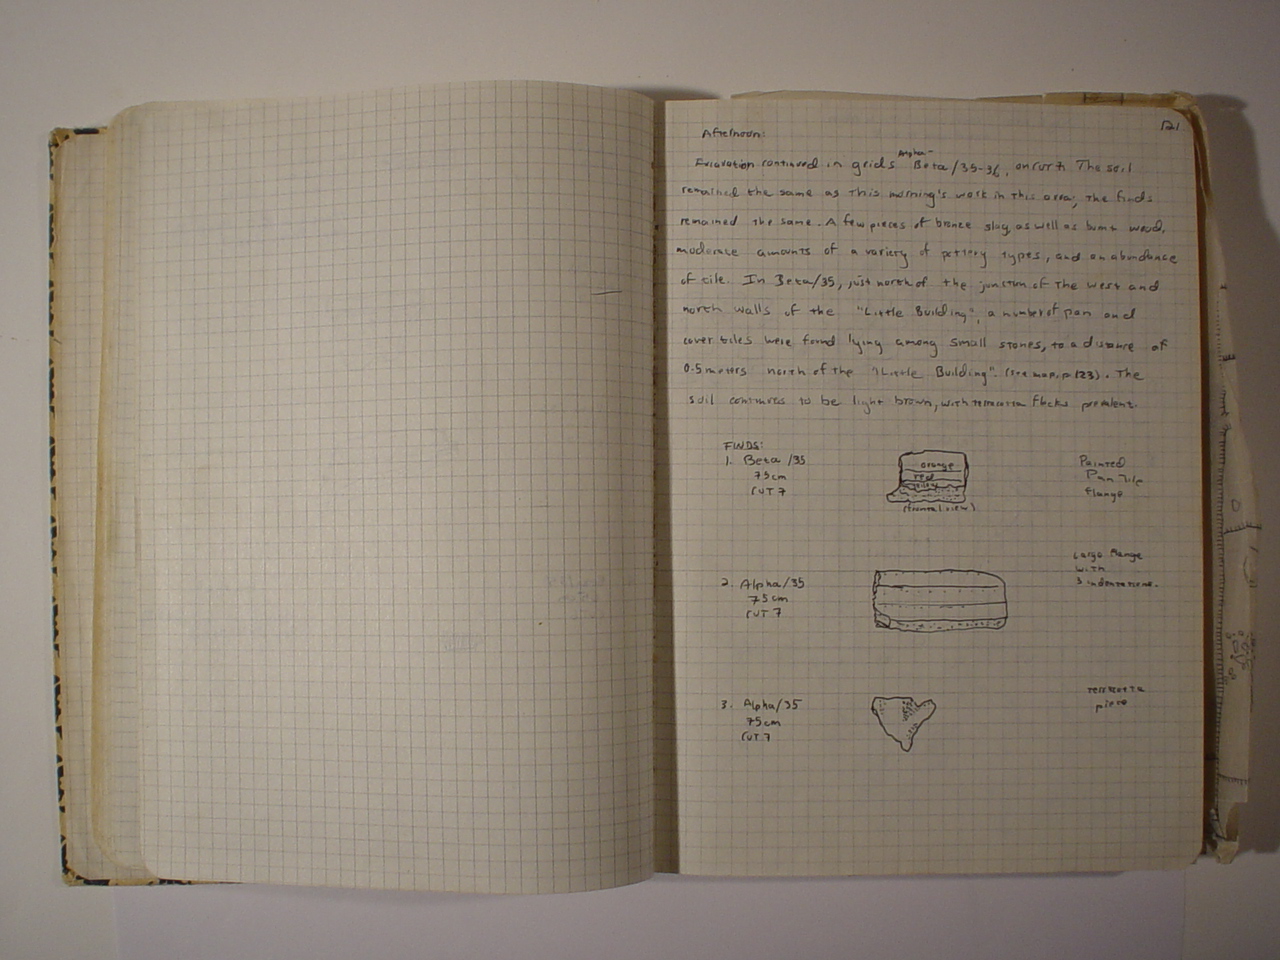 121
Afternoon:
Alpha-
Excavation continued in grids Beta/35-36, on cut 7. The soil
remained the same as this morning's work in this area, the finds
remained the same. A few pieces of bronze slag, as well as burnt wood,
moderate amounts of a variety of pottery types, and an abundance
of tile. In Beta/35, just north of the junction of the west and
north walls of the "Little Building", a number of pan and
cover tiles were found lying among small stones, to a distance of
0.5 meters north of the "Little Building". (see map, p. 123). The
soil continues to be light brown, with terracotta flecks prevalent.
FINDS:
1. Beta /35
75cm
CUT 7
orange
red
(frontal view)
Painted
Pan Tile
flange
2. Alpha/35
75cm
CUT 7
Large flange
with
3 indentations.
3. Alpha/35
75cm
CUT 7
terracotta
piece